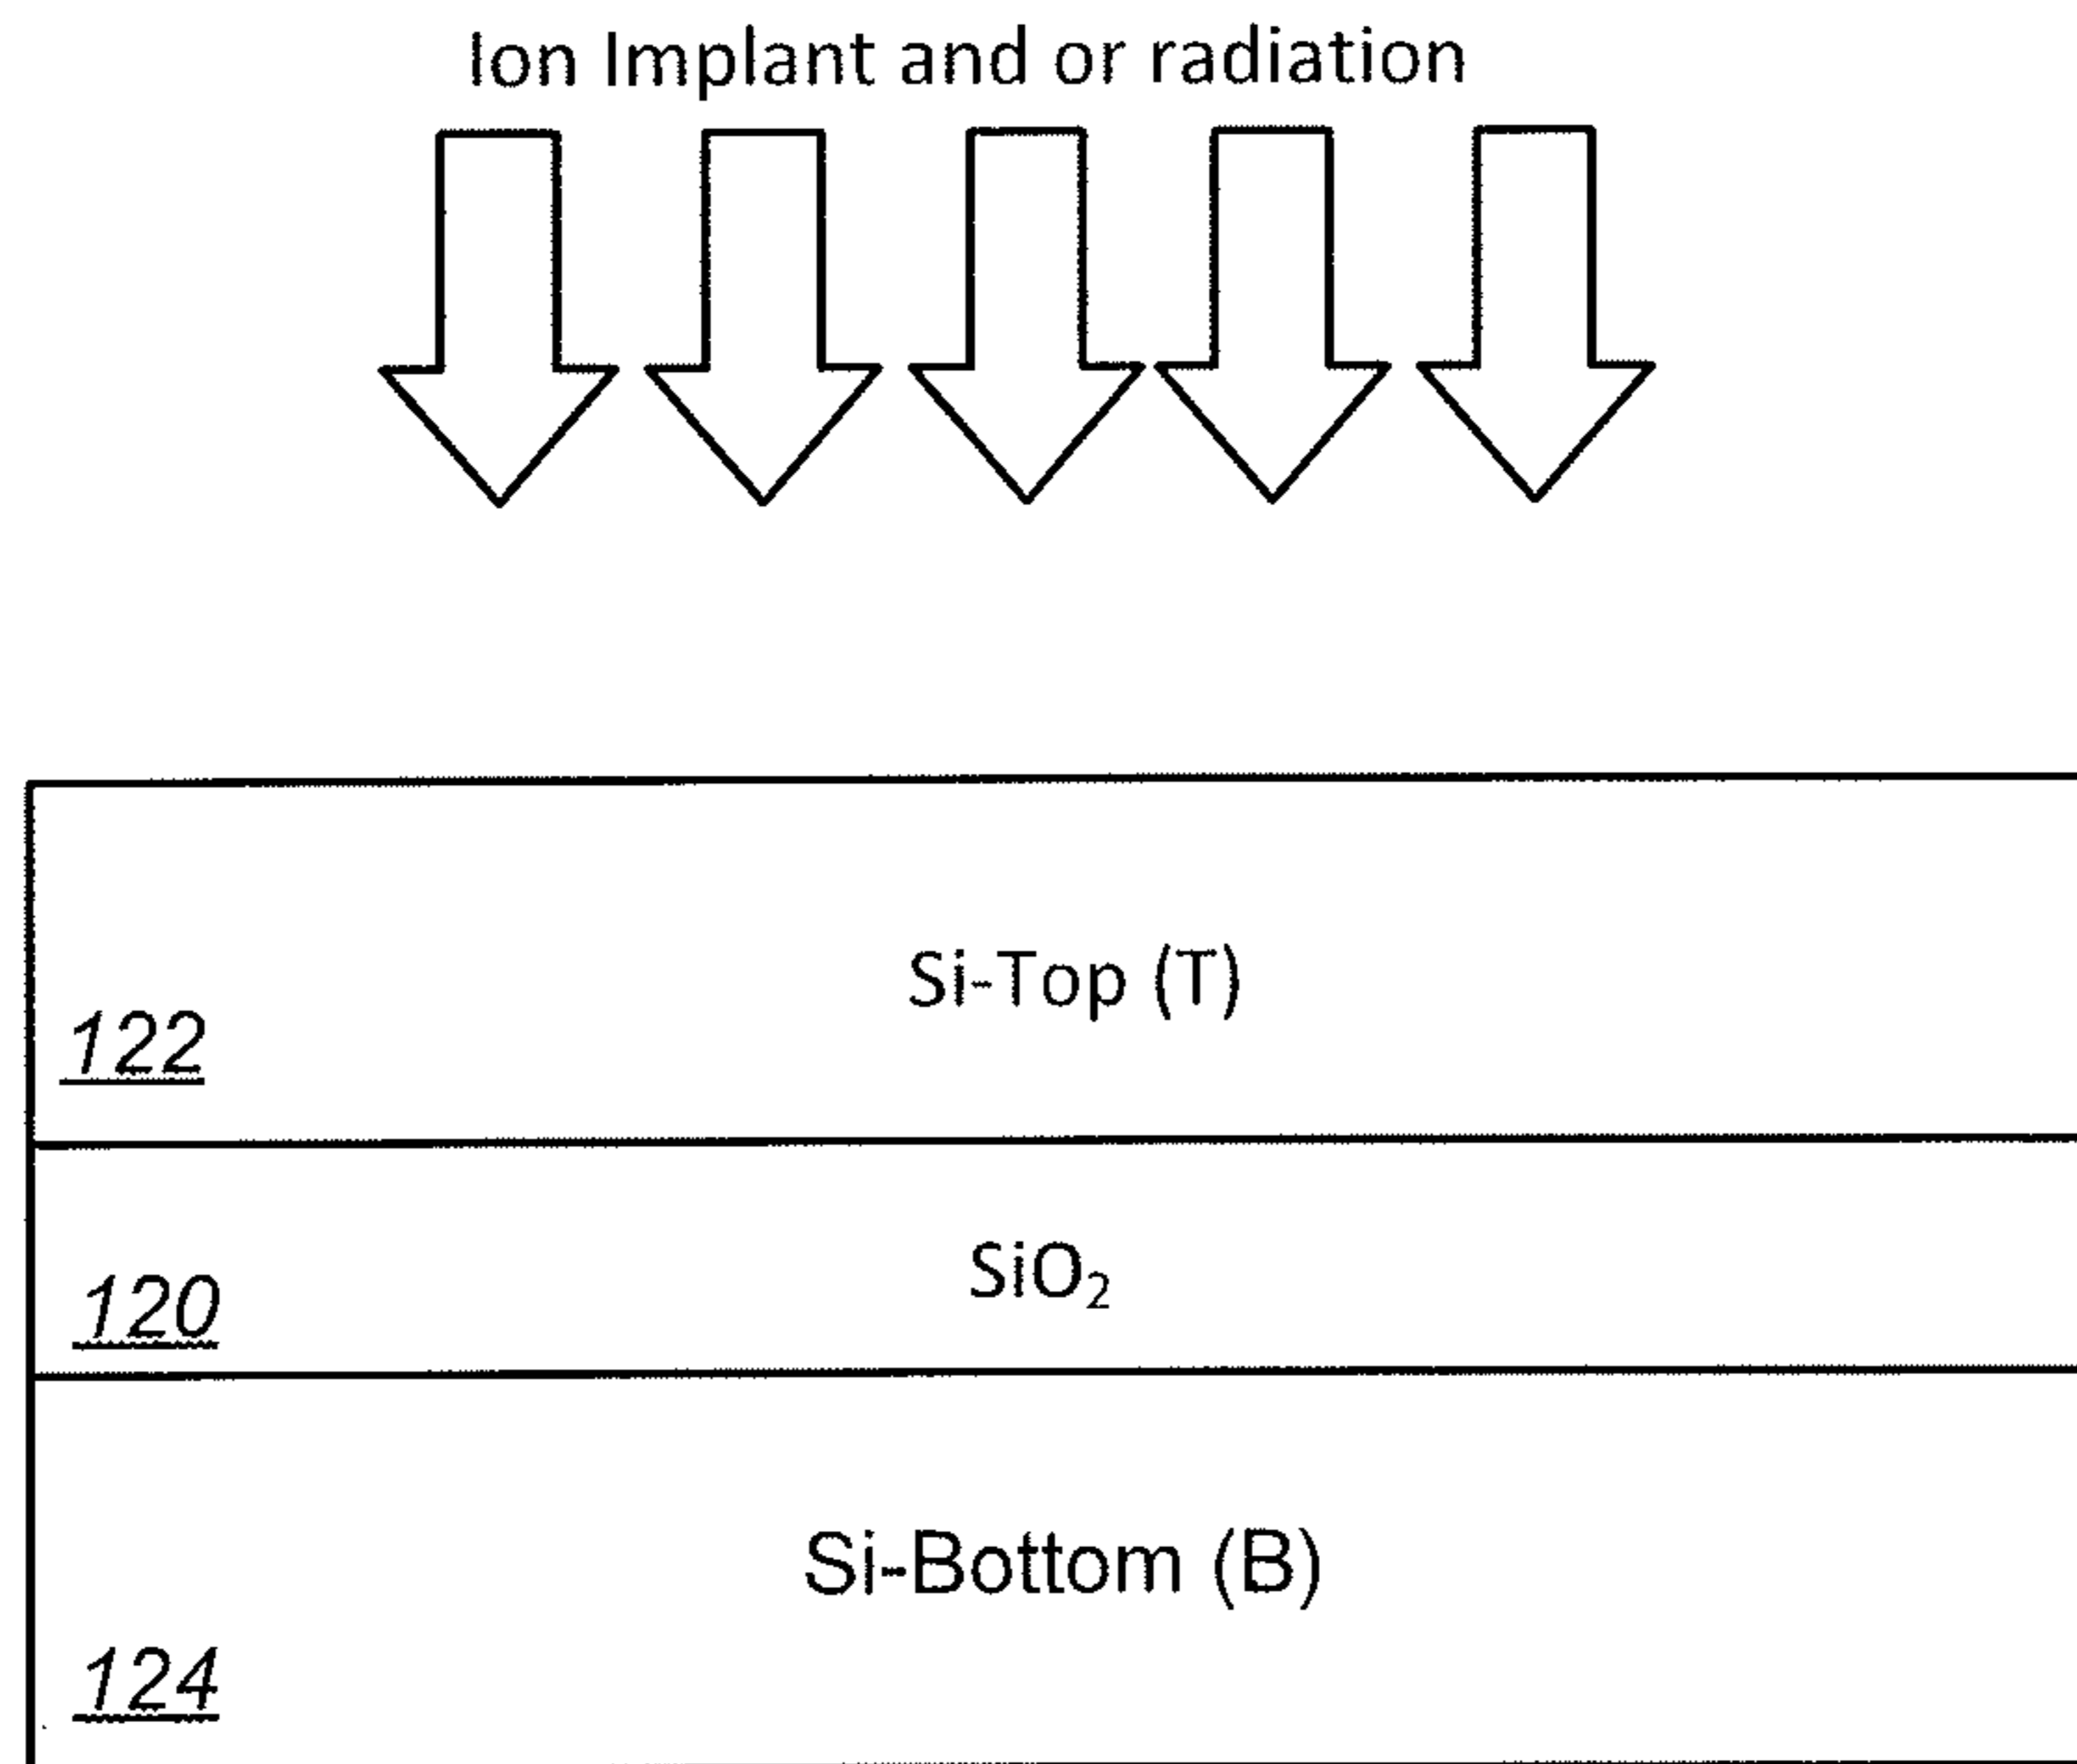 Ion Implant and or radiation
Si-Top (T)
122
SiO₂
120
Si-Bottom (B)
124